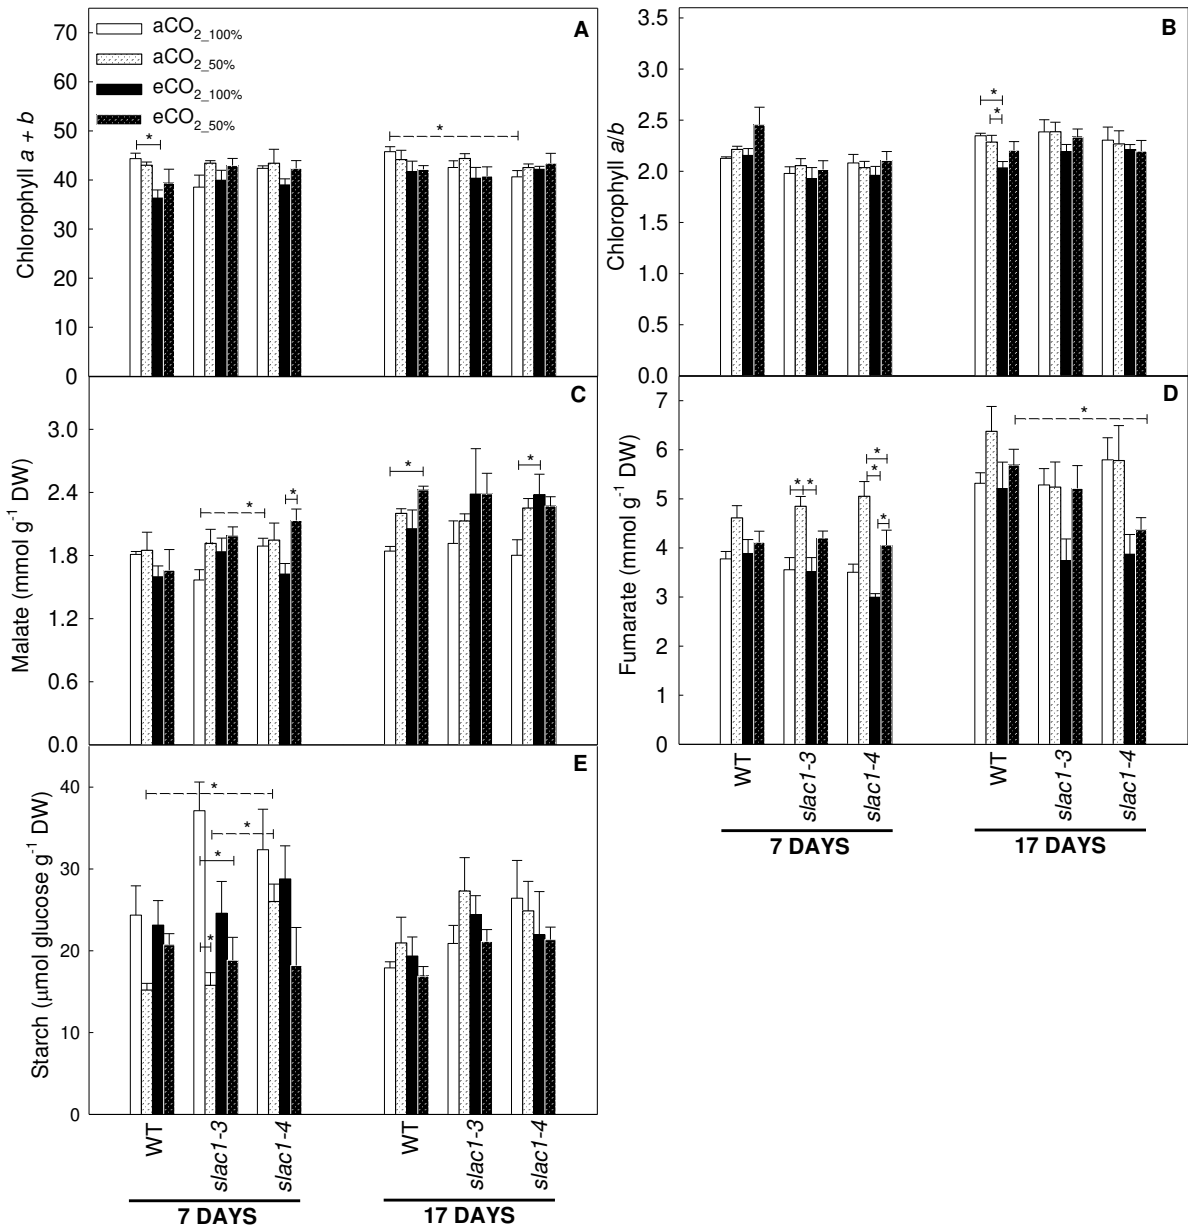 A
75
60
50
40
30
20
10
0
70
Chlorophyll a + b
aCO2_100%
aCO2_50%
eCO2_100%
eCO2_50%
*
*
B
3.5
3.0
2.5
2.0
1.5
1.0
0.5
0.0
Chlorophyll a/b
*
*
C
3.0
2.4
1.8
1.2
0.6
0.0
Malate (mmol g-1 DW)
*
*
*
*
D
7
6
5
4
3
2
1
0
Fumarate (mmol g-1 DW)
* *
*
*
*
*
WT
slac1-3
slac1-4
WT
slac1-3
slac1-4
7 DAYS
17 DAYS
E
40
30
20
10
0
Starch (µmol glucose g-1 DW)
*
*
*
*
WT
slac1-3
slac1-4
WT
slac1-3
slac1-4
7 DAYS
17 DAYS